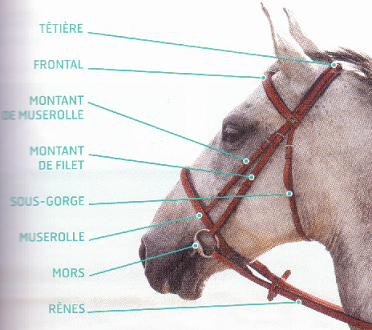 TÊTIÈRE
FRONTAL
MONTANT
DE MUSEROLLE
MONTANT
DE FILET
SOUS-GORGE
MUSEROLLE
MORS
RÊNES